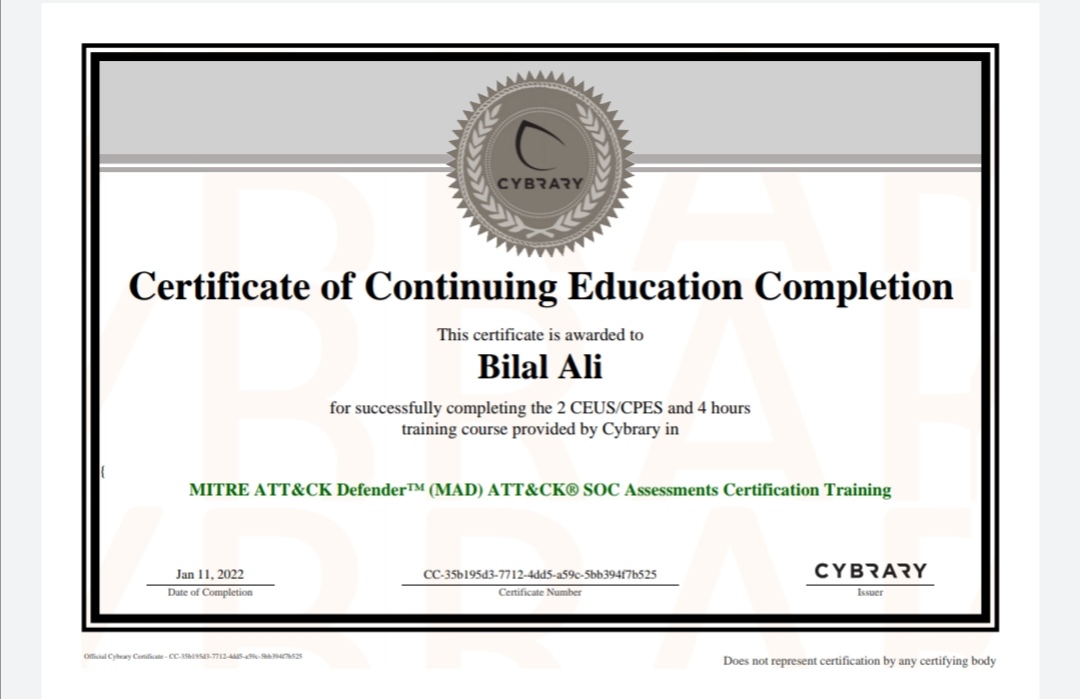 CYBRARY
Certificate of Continuing Education Completion
This certificate is awarded to
Bilal Ali
for successfully completing the 2 CEUS/CPES and 4 hours
training course provided by Cybrary in
{
MITRE ATT&CK Defender™ (MAD) ATT&CK® SOC Assessments Certification Training
Jan 11, 2022
Date of Completion
CC-35b195d3-7712-4dd5-a59c-5bb394f7b525
Certificate Number
CYBRARY
Issuer
Official Cybrary Certificate - CC-35b195d3-7712-4dd5-a59c-5bb394f7b525
Does not represent certification by any certifying body